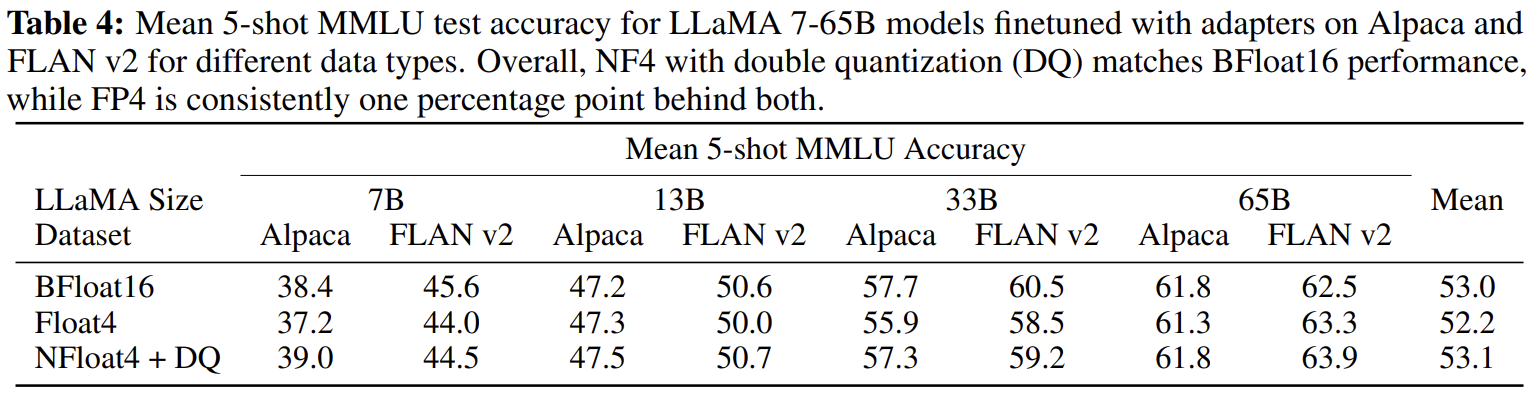 Table 4: Mean 5-shot MMLU test accuracy for LLaMA 7-65B models finetuned with adapters on Alpaca and
FLAN v2 for different data types. Overall, NF4 with double quantization (DQ) matches BFloat16 performance,
while FP4 is consistently one percentage point behind both.
Mean 5-shot MMLU Accuracy
LLaMA Size 7B 13B 33B 65B Mean
Dataset Alpaca FLAN v2 Alpaca FLAN v2 Alpaca FLAN v2 Alpaca FLAN v2
BFloat16 38.4 45.6 47.2 50.6 57.7 60.5 61.8 62.5 53.0
Float4 37.2 44.0 47.3 50.0 55.9 58.5 61.3 63.3 52.2
NFloat4 + DQ 39.0 44.5 47.5 50.7 57.3 59.2 61.8 63.9 53.1